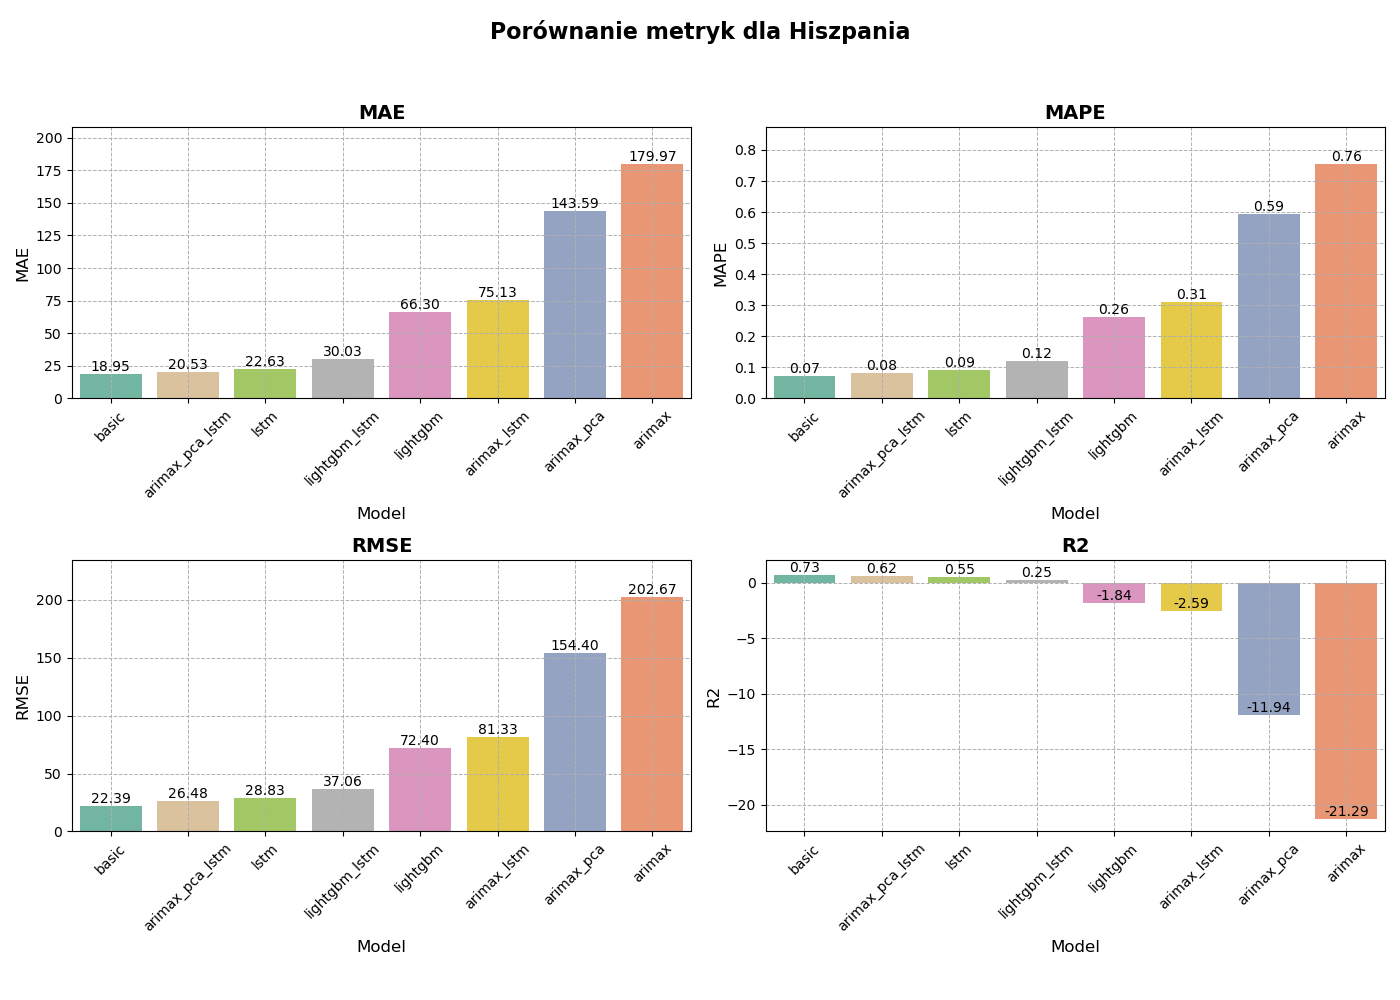 Porównanie metryk dla Hiszpania
MAE
MAE
200
175
150
125
100
75
50
25
0
18.95
20.53
22.63
30.03
66.30
75.13
143.59
179.97
basic
arimax_pca_lstm
lstm
lightgbm_lstm
lightgbm
arimax_lstm
arimax_pca
arimax
Model
MAPE
MAPE
0.8
0.7
0.6
0.5
0.4
0.3
0.2
0.1
0.0
0.07
0.08
0.09
0.12
0.26
0.31
0.59
0.76
basic
arimax_pca_lstm
lstm
lightgbm_lstm
lightgbm
arimax_lstm
arimax_pca
arimax
Model
RMSE
RMSE
200
150
100
50
0
22.39
26.48
28.83
37.06
72.40
81.33
154.40
202.67
basic
arimax_pca_lstm
lstm
lightgbm_lstm
lightgbm
arimax_lstm
arimax_pca
arimax
Model
R2
R2
0
−5
−10
−15
−20
0.73
0.62
0.55
0.25
-1.84
-2.59
-11.94
-21.29
basic
arimax_pca_lstm
lstm
lightgbm_lstm
lightgbm
arimax_lstm
arimax_pca
arimax
Model